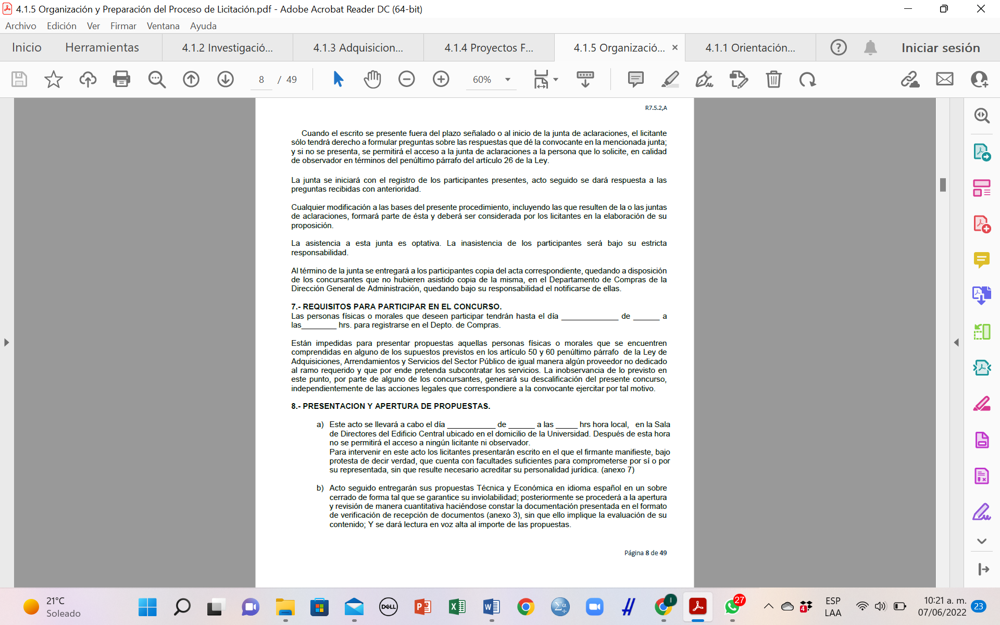 4.1.5 Organización y Preparación del Proceso de Licitación.pdf - Adobe Acrobat Reader DC (64-bit)
Archivo Edición Ver Firmar Ventana Ayuda
Inicio Herramientas 4.1.2 Investigació... 4.1.3 Adquisicion... 4.1.4 Proyectos F... 4.1.5 Organizació... 4.1.1 Orientación... Iniciar sesión
8 / 49 60%
R7.5.2,A
Cuando el escrito se presente fuera del plazo señalado o al inicio de la junta de aclaraciones, el licitante
sólo tendrá derecho a formular preguntas sobre las respuestas que dé la convocante en la mencionada junta;
y si no se presenta, se permitirá el acceso a la junta de aclaraciones a la persona que lo solicite, en calidad
de observador en términos del penúltimo párrafo del artículo 26 de la Ley.
La junta se iniciará con el registro de los participantes presentes, acto seguido se dará respuesta a las
preguntas recibidas con anterioridad.
Cualquier modificación a las bases del presente procedimiento, incluyendo las que resulten de la o las juntas
de aclaraciones, formará parte de ésta y deberá ser considerada por los licitantes en la elaboración de su
proposición.
La asistencia a esta junta es optativa. La inasistencia de los participantes será bajo su estricta
responsabilidad.
Al término de la junta se entregará a los participantes copia del acta correspondiente, quedando a disposición
de los concursantes que no hubieren asistido copia de la misma, en el Departamento de Compras de la
Dirección General de Administración, quedando bajo su responsabilidad el notificarse de ellas.
7.- REQUISITOS PARA PARTICIPAR EN EL CONCURSO.
Las personas físicas o morales que deseen participar tendrán hasta el día _____________ de ______ a
las________ hrs. para registrarse en el Depto. de Compras.
Están impedidas para presentar propuestas aquellas personas físicas o morales que se encuentren
comprendidas en alguno de los supuestos previstos en los artículo 50 y 60 penúltimo párrafo de la Ley de
Adquisiciones, Arrendamientos y Servicios del Sector Público de igual manera algún proveedor no dedicado
al ramo requerido y que por ende pretenda subcontratar los servicios. La inobservancia de lo previsto en
este punto, por parte de alguno de los concursantes, generará su descalificación del presente concurso,
independientemente de las acciones legales que correspondiere a la convocante ejercitar por tal motivo.
8.- PRESENTACION Y APERTURA DE PROPUESTAS.
a) Este acto se llevará a cabo el día ___________ de ______ a las _____ hrs hora local, en la Sala
de Directores del Edificio Central ubicado en el domicilio de la Universidad. Después de esta hora
no se permitirá el acceso a ningún licitante ni observador.
Para intervenir en este acto los licitantes presentarán escrito en el que el firmante manifieste, bajo
protesta de decir verdad, que cuenta con facultades suficientes para comprometerse por sí o por
su representada, sin que resulte necesario acreditar su personalidad jurídica. (anexo 7)
b) Acto seguido entregarán sus propuestas Técnica y Económica en idioma español en un sobre
cerrado de forma tal que se garantice su inviolabilidad; posteriormente se procederá a la apertura
y revisión de manera cuantitativa haciéndose constar la documentación presentada en el formato
de verificación de recepción de documentos (anexo 3), sin que ello implique la evaluación de su
contenido; Y se dará lectura en voz alta al importe de las propuestas.
Página 8 de 49
21°C
Soleado
DELL
27
4
ESP
LAA
10:21 a. m.
07/06/2022
23